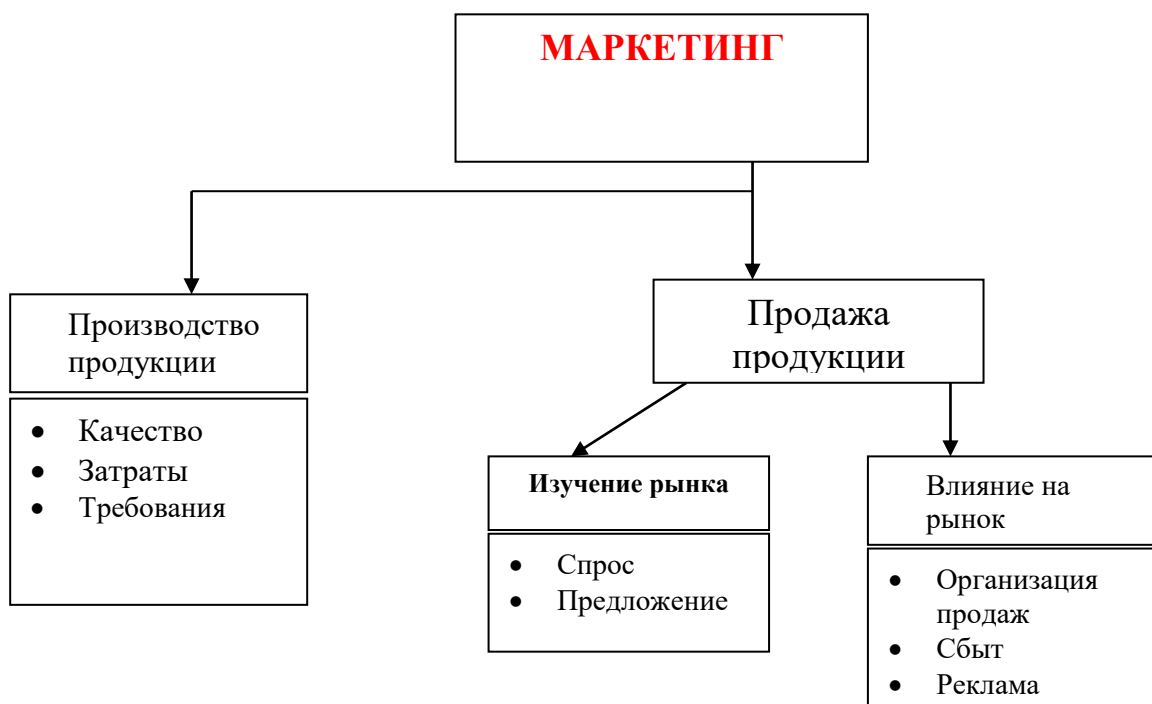 МАРКЕТИНГ
Производство
продукции
• Качество
• Затраты
• Требования
Продажа
продукции
Изучение рынка
• Спрос
• Предложение
Влияние на
рынок
• Организация
продаж
• Сбыт
• Реклама